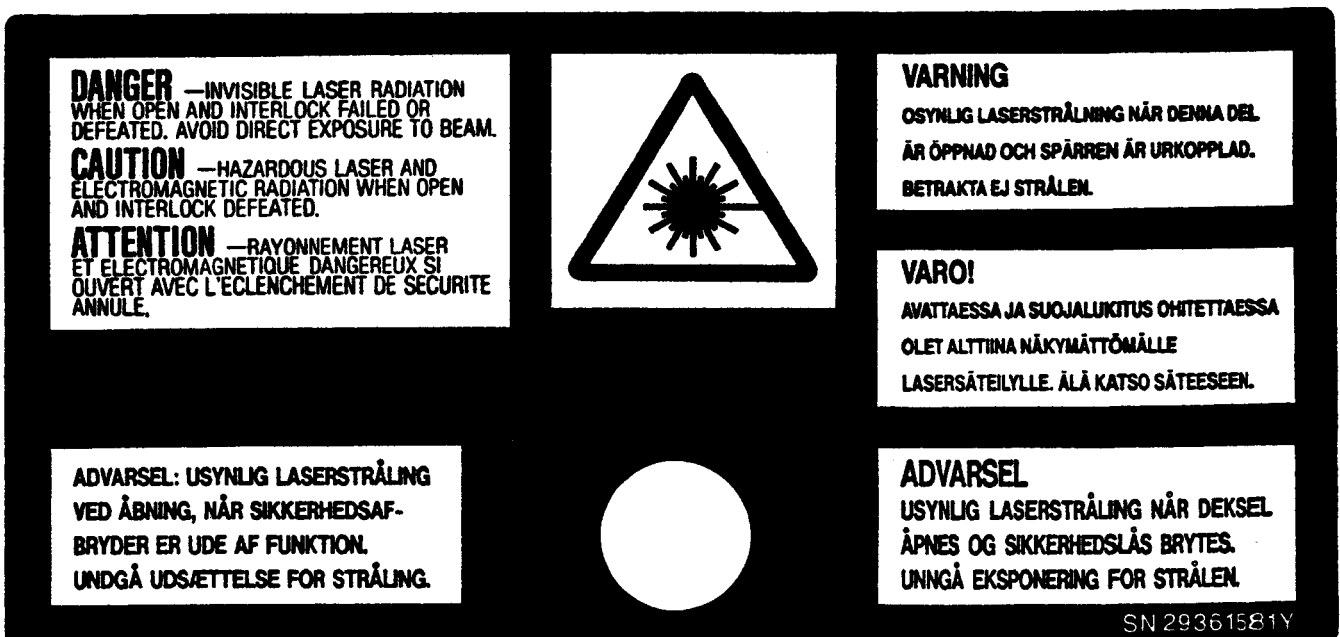 DANGER —INVISIBLE LASER RADIATION
WHEN OPEN AND INTERLOCK FAILED OR
DEFEATED. AVOID DIRECT EXPOSURE TO BEAM.
CAUTION —HAZARDOUS LASER AND
ELECTROMAGNETIC RADIATION WHEN OPEN
AND INTERLOCK DEFEATED.
ATTENTION —RAYONNEMENT LASER
ET ELECTROMAGNETIQUE DANGEREUX SI
OUVERT AVEC L'ECLENCHEMENT DE SECURITE
ANNULE.
VARNING
OSYNLIG LASERSTRÅLNING NÄR DENNA DEL
ÄR ÖPPNAD OCH SPÄRREN ÄR URKOPPLAD.
BETRAKTA EJ STRÅLEN.
VARO!
AVATTAESSA JA SUOJALUKITUS OHITETTAESSA
OLET ALTTIINA NÄKYMÄTTÖMÄLLE
LASERSÄTEILYLLE. ÄLÄ KATSO SÄTEESEEN.
ADVARSEL: USYNLIG LASERSTRÅLING
VED ÅBNING, NÅR SIKKERHEDSAF-
BRYDER ER UDE AF FUNKTION.
UNDGÅ UDSÆTTELSE FOR STRÅLING.
ADVARSEL
USYNLIG LASERSTRÅLING NÅR DEKSEL
ÅPNES OG SIKKERHEDSLÅS BRYTES.
UNNGÅ EKSPONERING FOR STRÅLEN.
SN 29361581Y